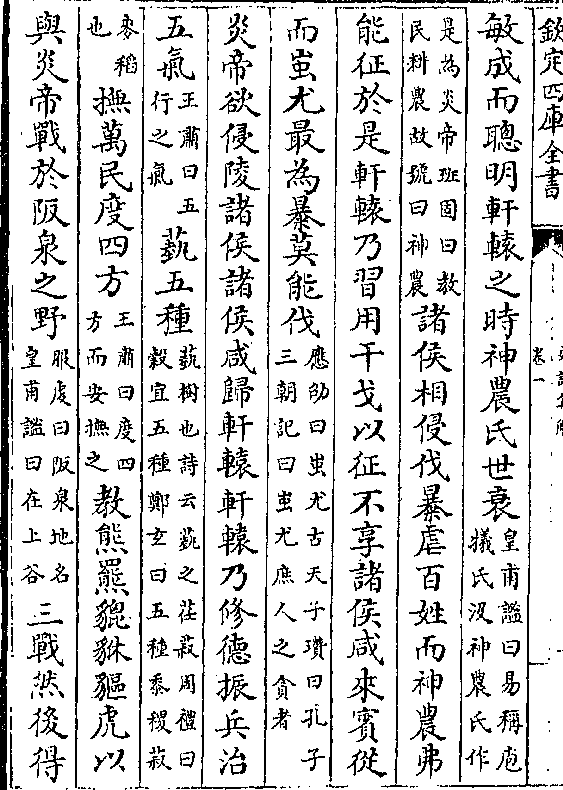 欽定四庫全書
卷一
敏成而聰明軒轅之時神農氏世衰皇甫謐曰易稱庖犧氏沒神農氏作
是為炎帝班固曰教民耕農故號曰神農諸侯相侵伐暴虐百姓而神農弗
能征於是軒轅乃習用干戈以征不享諸侯咸來賓從
而蚩尤最為暴莫能伐應劭曰蚩尤古天子瓚曰孔子三朝記曰蚩尤庶人之貪者
炎帝欲侵陵諸侯諸侯咸歸軒轅軒轅乃修德振兵治
五氣王肅曰五行之氣蓺五種蓺樹也詩云蓺之荏菽周禮曰穀宜五種鄭玄曰五種黍稷菽
麥稻也撫萬民度四方王肅曰度四方而安撫之教熊羆貔貅貙虎以
與炎帝戰於阪泉之野服虔曰阪泉地名皇甫謐曰在上谷三戰然後得